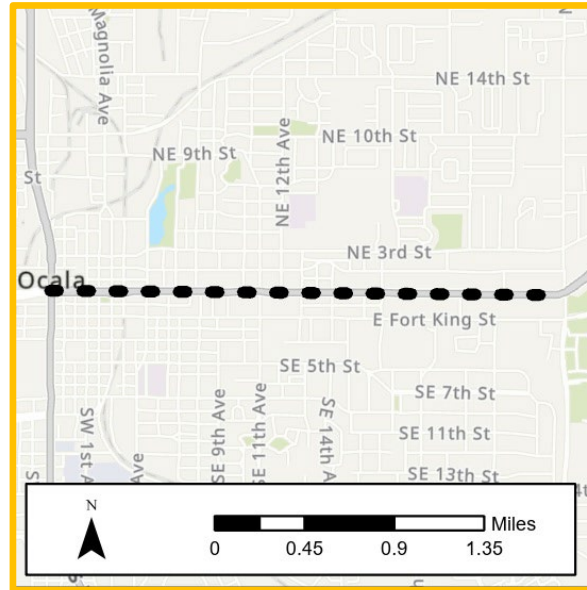 Magnolia Ave
NE 14th St
NE 10th St
NE 9th St
St
NE 12th Ave
NE 3rd St
Ocala
E Fort King St
SE 5th St
SE 7th St
SW 1st A
Ave
SE 9th Ave
SE 11th Ave
SE 14th A
SE 11th St
SE 13th St
S
4t
N
Miles
0 0.45 0.9 1.35